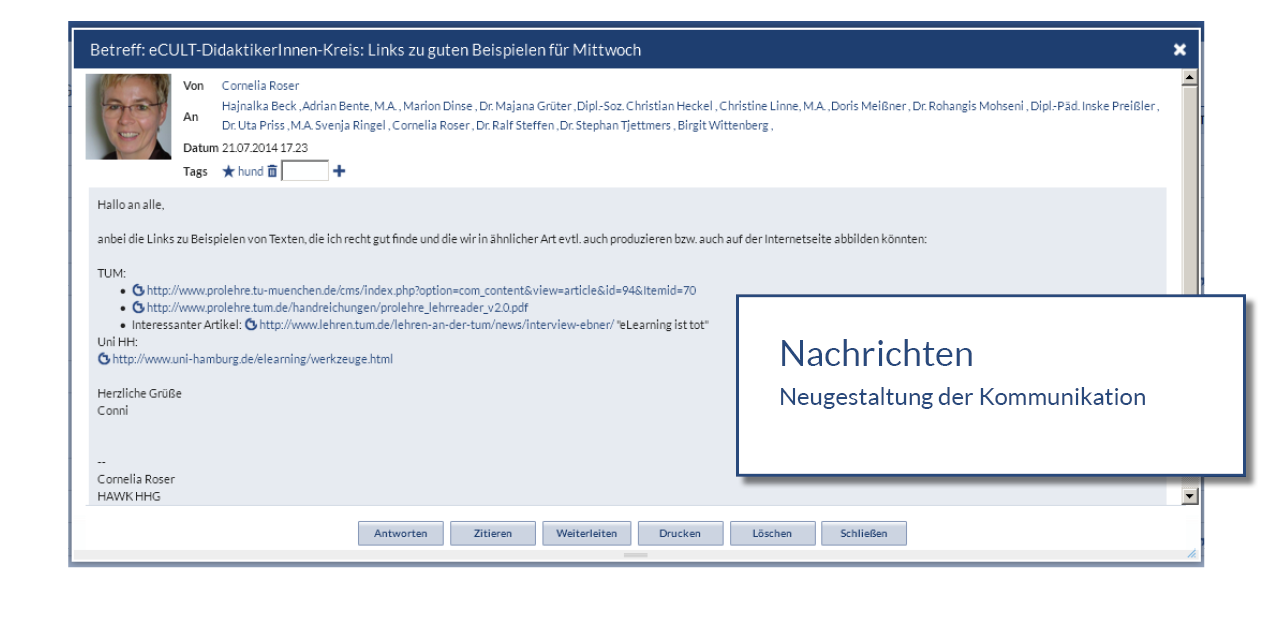 Betreff: eCULT-DidaktikerInnen-Kreis: Links zu guten Beispielen für Mittwoch
Von Cornelia Roser
An Hajnalka Beck , Adrian Bente, M.A. , Marion Dinse , Dr. Majana Grüter , Dipl.-Soz. Christian Heckel , Christine Linne, M.A. , Doris Meißner , Dr. Rohangis Mohseni , Dipl.-Päd. Inske Preißler ,
Dr. Uta Priss , M.A. Svenja Ringel , Cornelia Roser , Dr. Ralf Steffen , Dr. Stephan Tjettmers , Birgit Wittenberg ,
Datum 21.07.2014 17.23
Tags hund
Hallo an alle,
anbei die Links zu Beispielen von Texten, die ich recht gut finde und die wir in ähnlicher Art evtl. auch produzieren bzw. auch auf der Internetseite abbilden könnten:
TUM:
• http://www.prolehre.tu-muenchen.de/cms/index.php?option=com_content&view=article&id=94&Itemid=70
• http://www.prolehre.tum.de/handreichungen/prolehre_lehrreader_v2.0.pdf
• Interessanter Artikel: http://www.lehren.tum.de/lehren-an-der-tum/news/interview-ebner/ "eLearning ist tot"
Uni HH:
http://www.uni-hamburg.de/elearning/werkzeuge.html
Herzliche Grüße
Conni
--
Cornelia Roser
HAWK HHG
Nachrichten
Neugestaltung der Kommunikation
Antworten Zitieren Weiterleiten Drucken Löschen Schließen